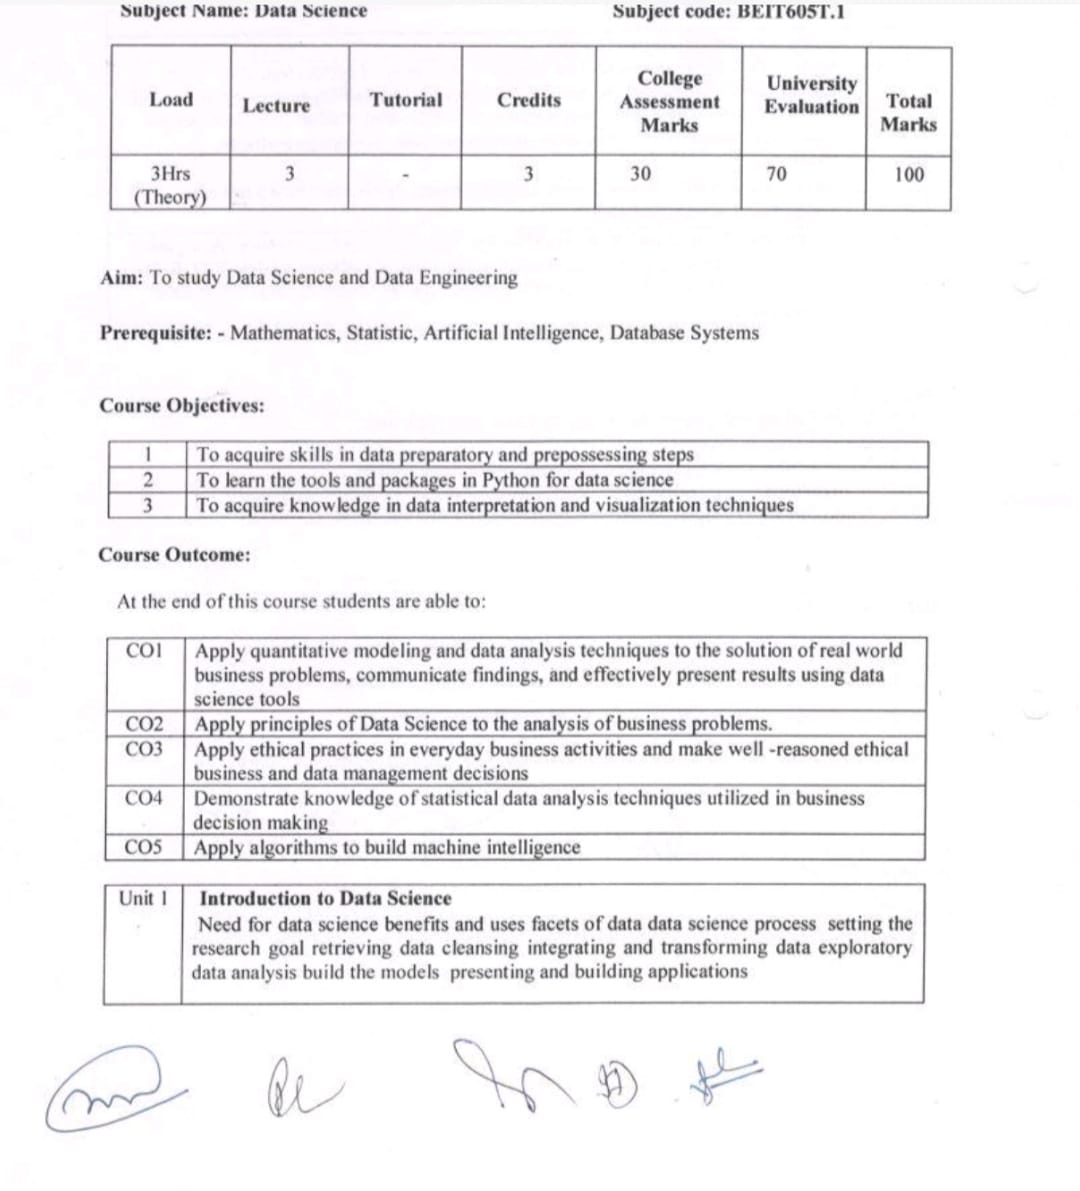 Subject Name: Data Science Subject code: BEIT605T.1
Load Lecture Tutorial Credits College Assessment Marks University Evaluation Total Marks
3Hrs (Theory) 3 - 3 30 70 100
Aim: To study Data Science and Data Engineering
Prerequisite: - Mathematics, Statistic, Artificial Intelligence, Database Systems
Course Objectives:
1 To acquire skills in data preparatory and prepossessing steps
2 To learn the tools and packages in Python for data science
3 To acquire knowledge in data interpretation and visualization techniques
Course Outcome:
At the end of this course students are able to:
CO1 Apply quantitative modeling and data analysis techniques to the solution of real world
business problems, communicate findings, and effectively present results using data
science tools
CO2 Apply principles of Data Science to the analysis of business problems.
CO3 Apply ethical practices in everyday business activities and make well -reasoned ethical
business and data management decisions
CO4 Demonstrate knowledge of statistical data analysis techniques utilized in business
decision making
CO5 Apply algorithms to build machine intelligence
Unit 1 Introduction to Data Science
Need for data science benefits and uses facets of data data science process setting the
research goal retrieving data cleansing integrating and transforming data exploratory
data analysis build the models presenting and building applications